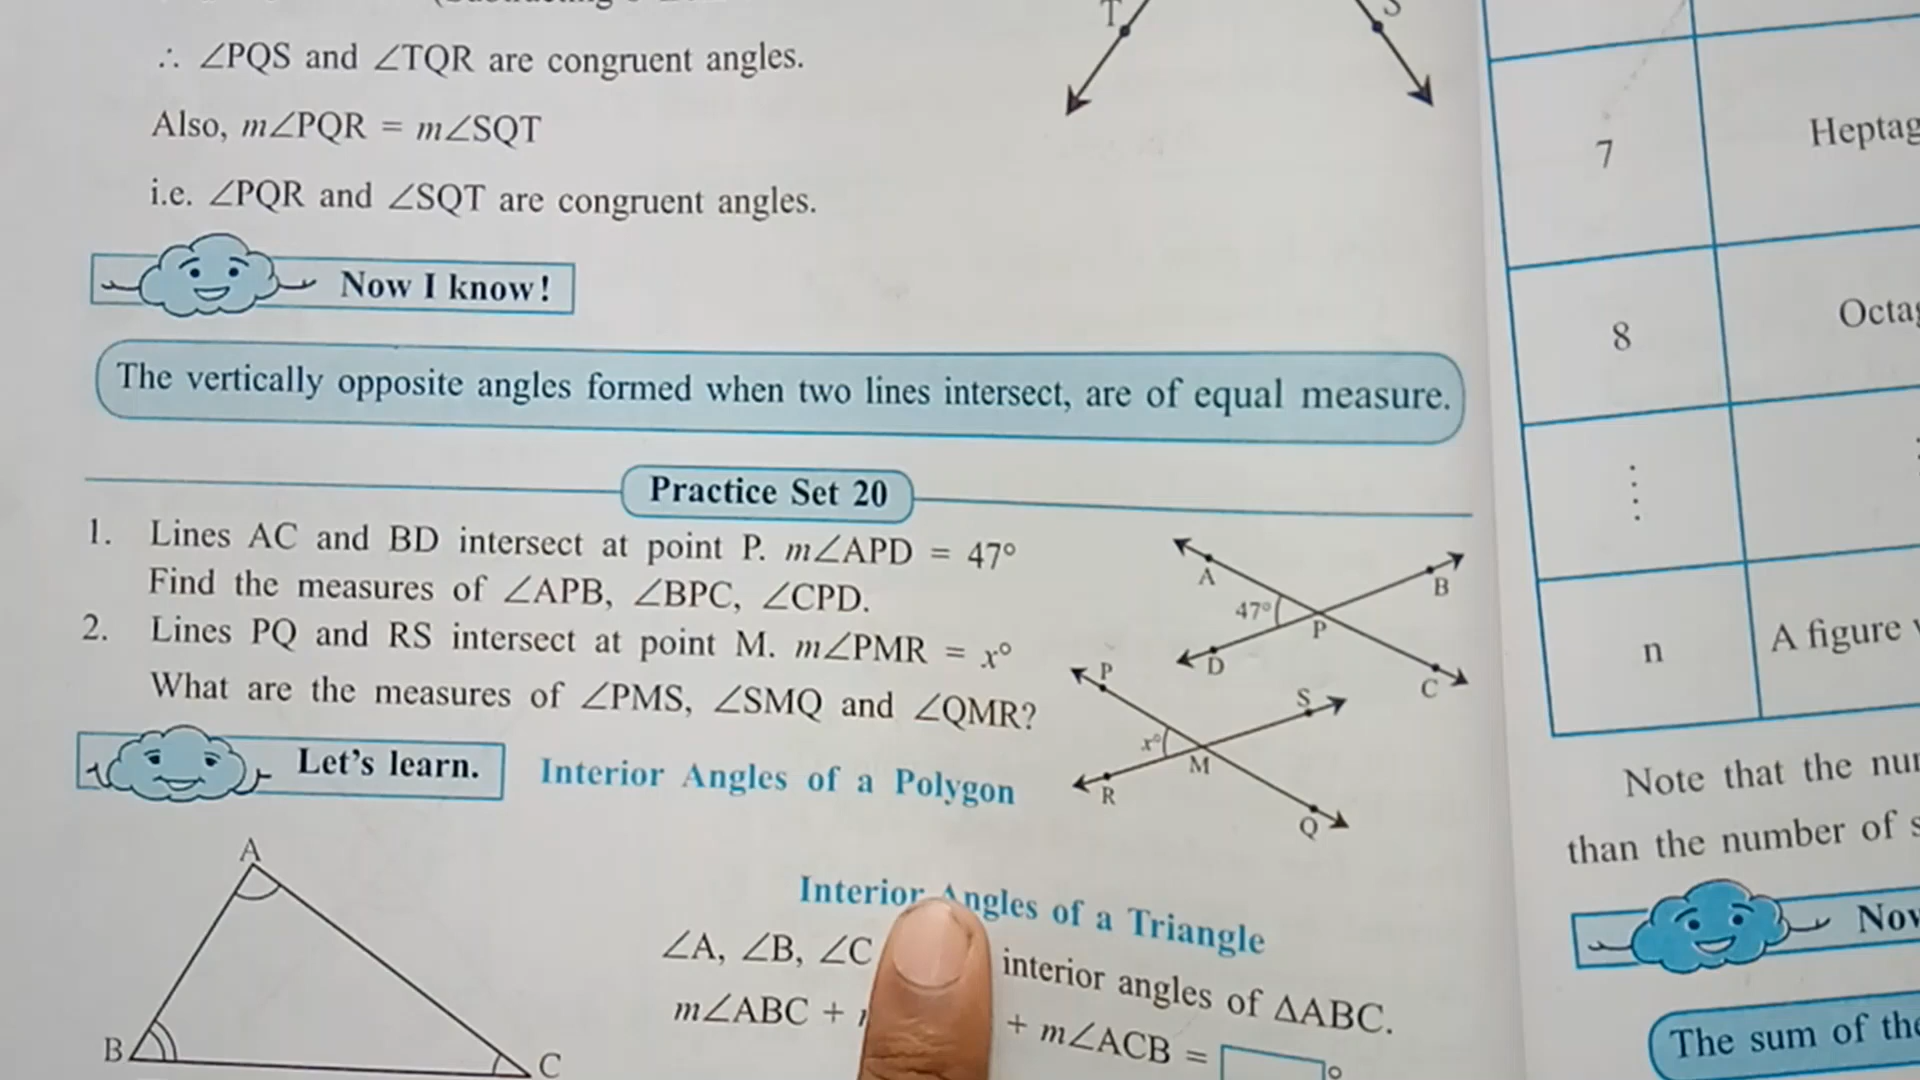 ∴ ∠PQS and ∠TQR are congruent angles.
Also, m∠PQR = m∠SQT
i.e. ∠PQR and ∠SQT are congruent angles.
T
S
Now I know!
The vertically opposite angles formed when two lines intersect, are of equal measure.
Practice Set 20
1. Lines AC and BD intersect at point P. m∠APD = 47°
Find the measures of ∠APB, ∠BPC, ∠CPD.
A
B
47°
P
D
C
2. Lines PQ and RS intersect at point M. m∠PMR = x°
What are the measures of ∠PMS, ∠SMQ and ∠QMR?
P
S
x°
M
R
Q
Let's learn. Interior Angles of a Polygon
A
B
C
Interior Angles of a Triangle
∠A, ∠B, ∠C interior angles of ΔABC.
m∠ABC + + m∠ACB = °
7 Heptag
8 Octag
n A figure
Note that the
than the number of
The sum of